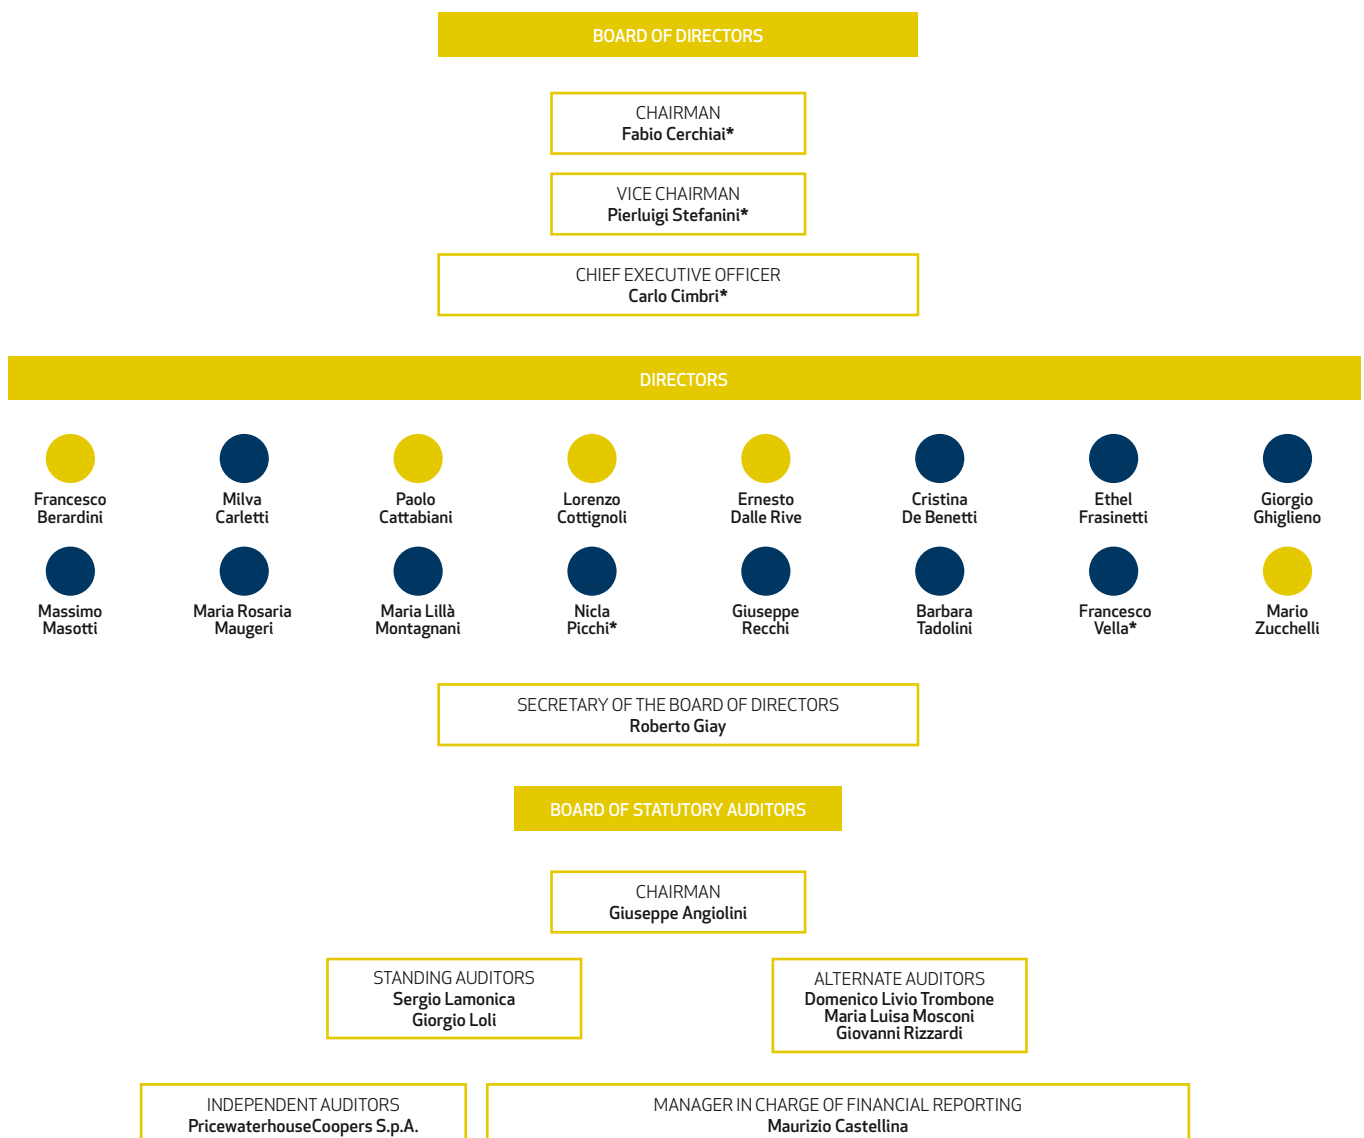 BOARD OF DIRECTORS
CHAIRMAN
Fabio Cerchiai*
VICE CHAIRMAN
Pierluigi Stefanini*
CHIEF EXECUTIVE OFFICER
Carlo Cimbri*
DIRECTORS
Francesco
Berardini
Milva
Carletti
Paolo
Cattabiani
Lorenzo
Cottignoli
Ernesto
Dalle Rive
Cristina
De Benetti
Ethel
Frasinetti
Giorgio
Ghiglieno
Massimo
Masotti
Maria Rosaria
Maugeri
Maria Lillà
Montagnani
Nicla
Picchi*
Giuseppe
Recchi
Barbara
Tadolini
Francesco
Vella*
Mario
Zucchelli
SECRETARY OF THE BOARD OF DIRECTORS
Roberto Giay
BOARD OF STATUTORY AUDITORS
CHAIRMAN
Giuseppe Angiolini
STANDING AUDITORS
Sergio Lamonica
Giorgio Loli
ALTERNATE AUDITORS
Domenico Livio Trombone
Maria Luisa Mosconi
Giovanni Rizzardi
INDEPENDENT AUDITORS
PricewaterhouseCoopers S.p.A.
MANAGER IN CHARGE OF FINANCIAL REPORTING
Maurizio Castellina